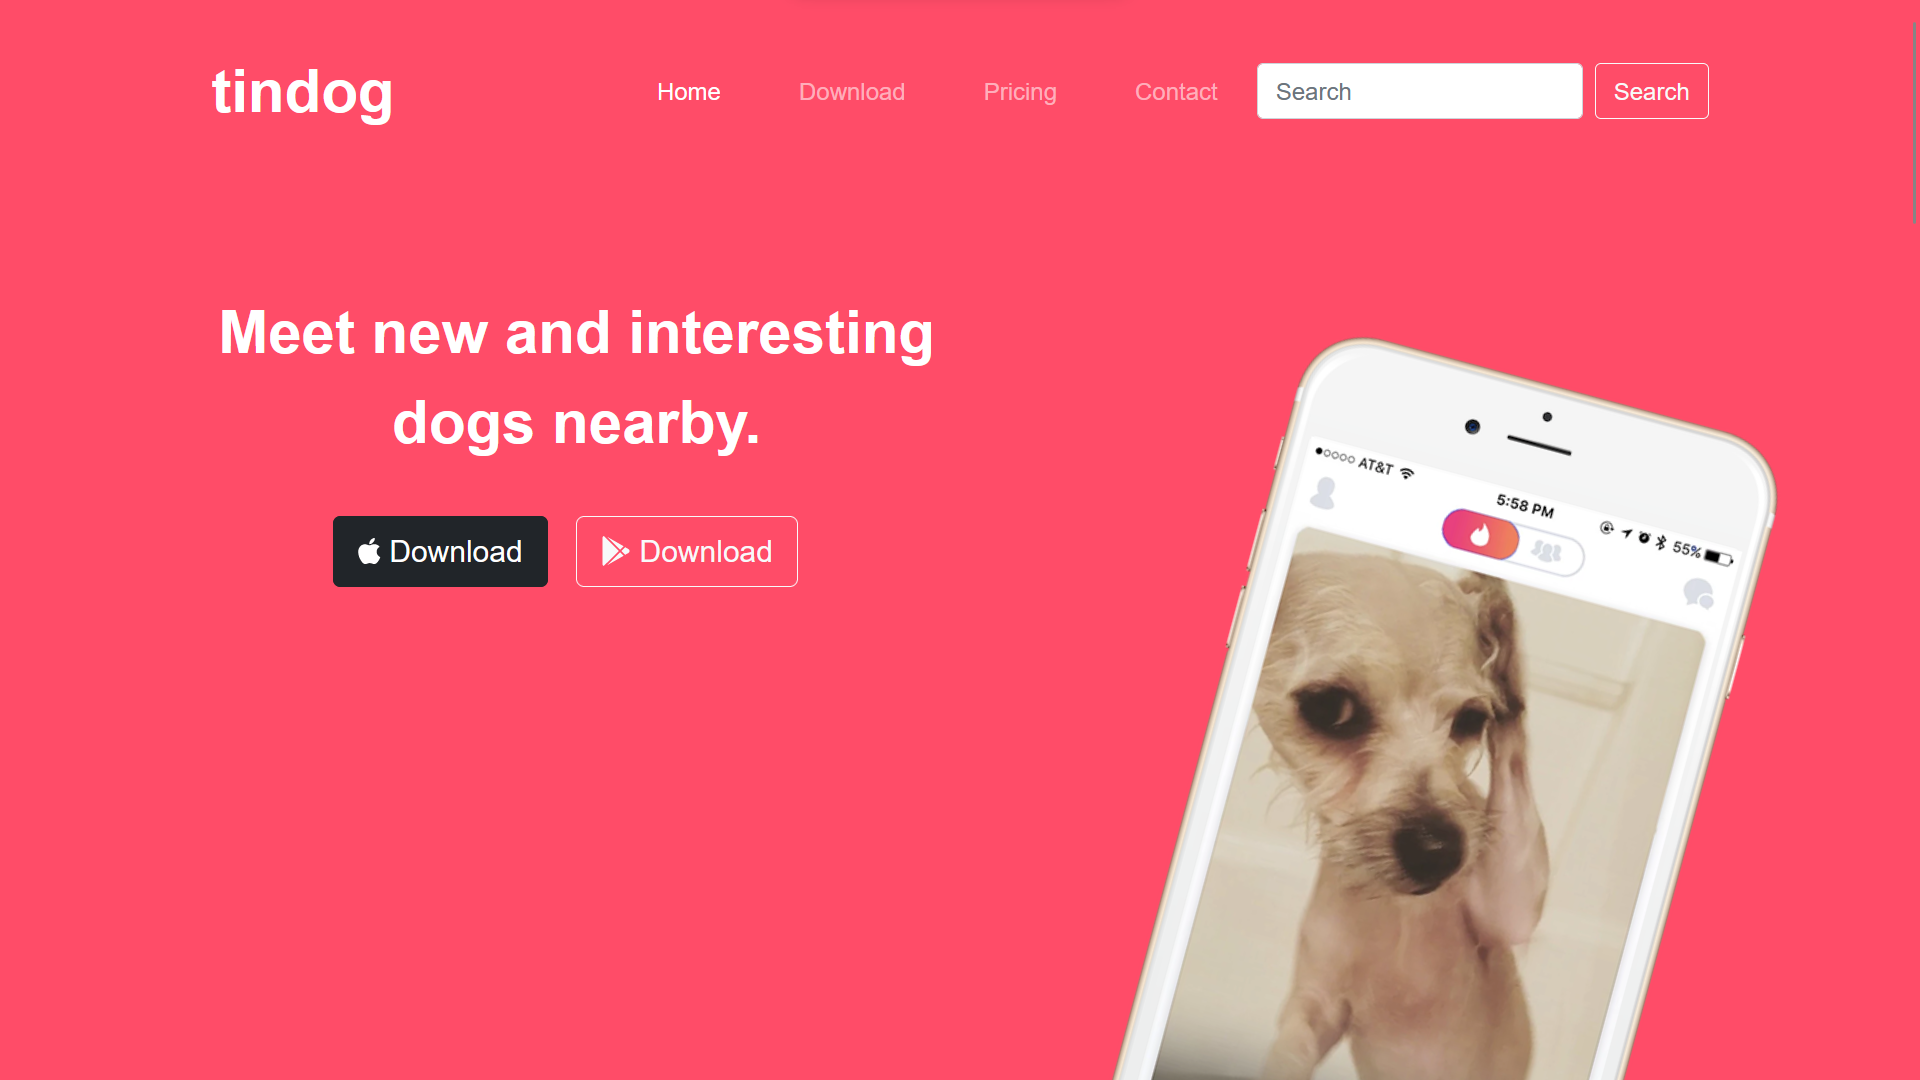 tindog
Home Download Pricing Contact Search Search
Meet new and interesting
dogs nearby.
Download Download
AT&T 5:58 PM 55%